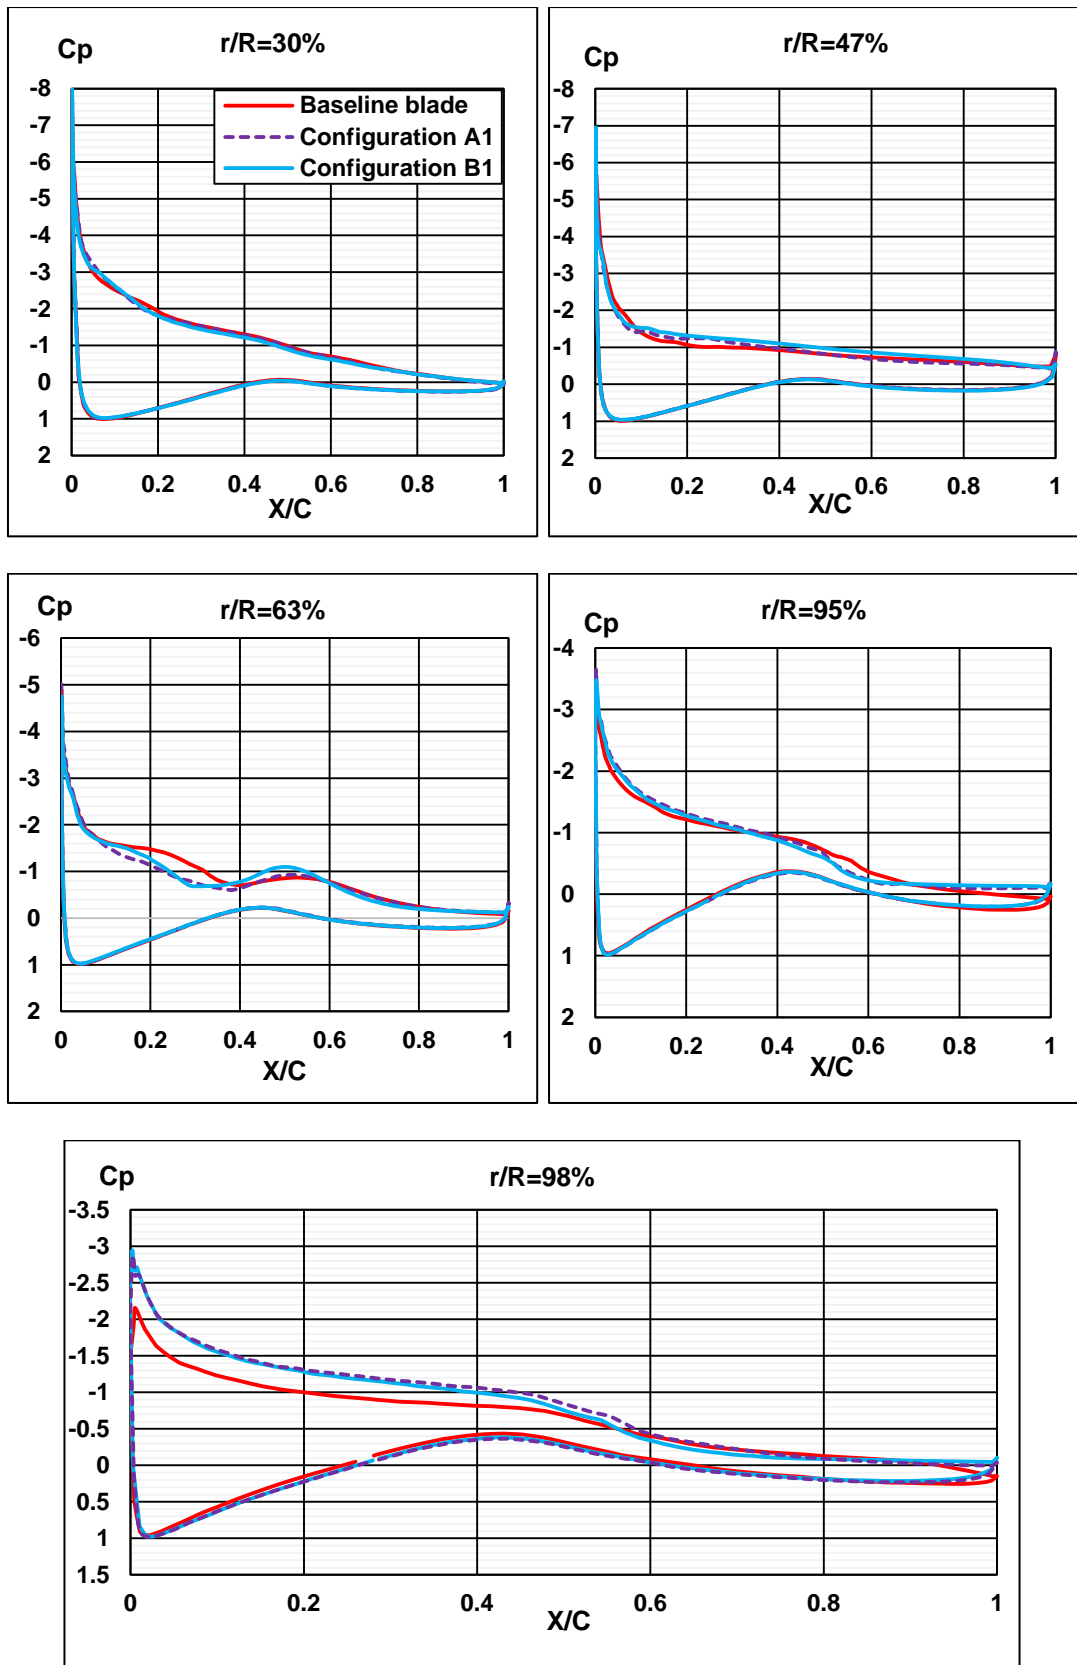 r/R=30%
Cp
-8
-7
-6
-5
-4
-3
-2
-1
0
1
2
Baseline blade
Configuration A1
Configuration B1
0 0.2 0.4 0.6 0.8 1
X/C
r/R=47%
Cp
-8
-7
-6
-5
-4
-3
-2
-1
0
1
2
0 0.2 0.4 0.6 0.8 1
X/C
Cp
r/R=63%
-6
-5
-4
-3
-2
-1
0
1
2
0 0.2 0.4 0.6 0.8 1
X/C
r/R=95%
Cp
-4
-3
-2
-1
0
1
2
0 0.2 0.4 0.6 0.8 1
X/C
Cp
r/R=98%
-3.5
-3
-2.5
-2
-1.5
-1
-0.5
0
0.5
1
1.5
0 0.2 0.4 0.6 0.8 1
X/C